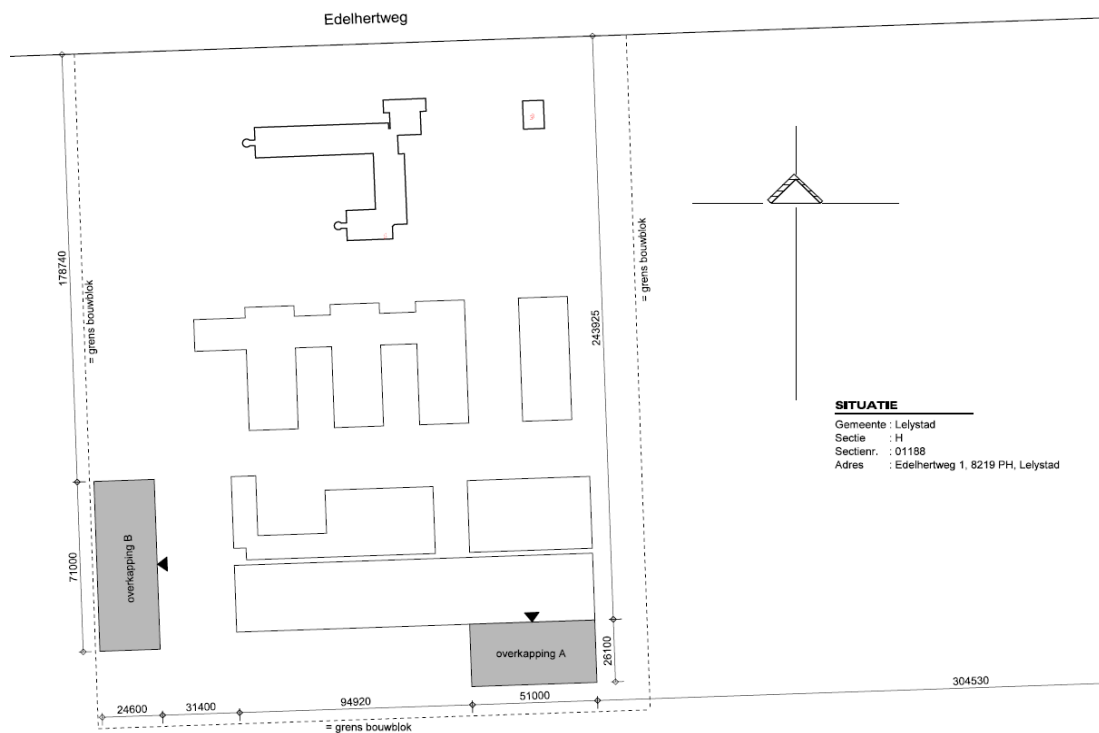 Edelhertweg
178740
= grens bouwblok
243925
= grens bouwblok
SITUATIE
Gemeente : Lelystad
Sectie : H
Sectienr. : 01188
Adres : Edelhertweg 1, 8219 PH, Lelystad
71000
overkapping B
overkapping A
26100
24600
31400
94920
51000
304530
= grens bouwblok